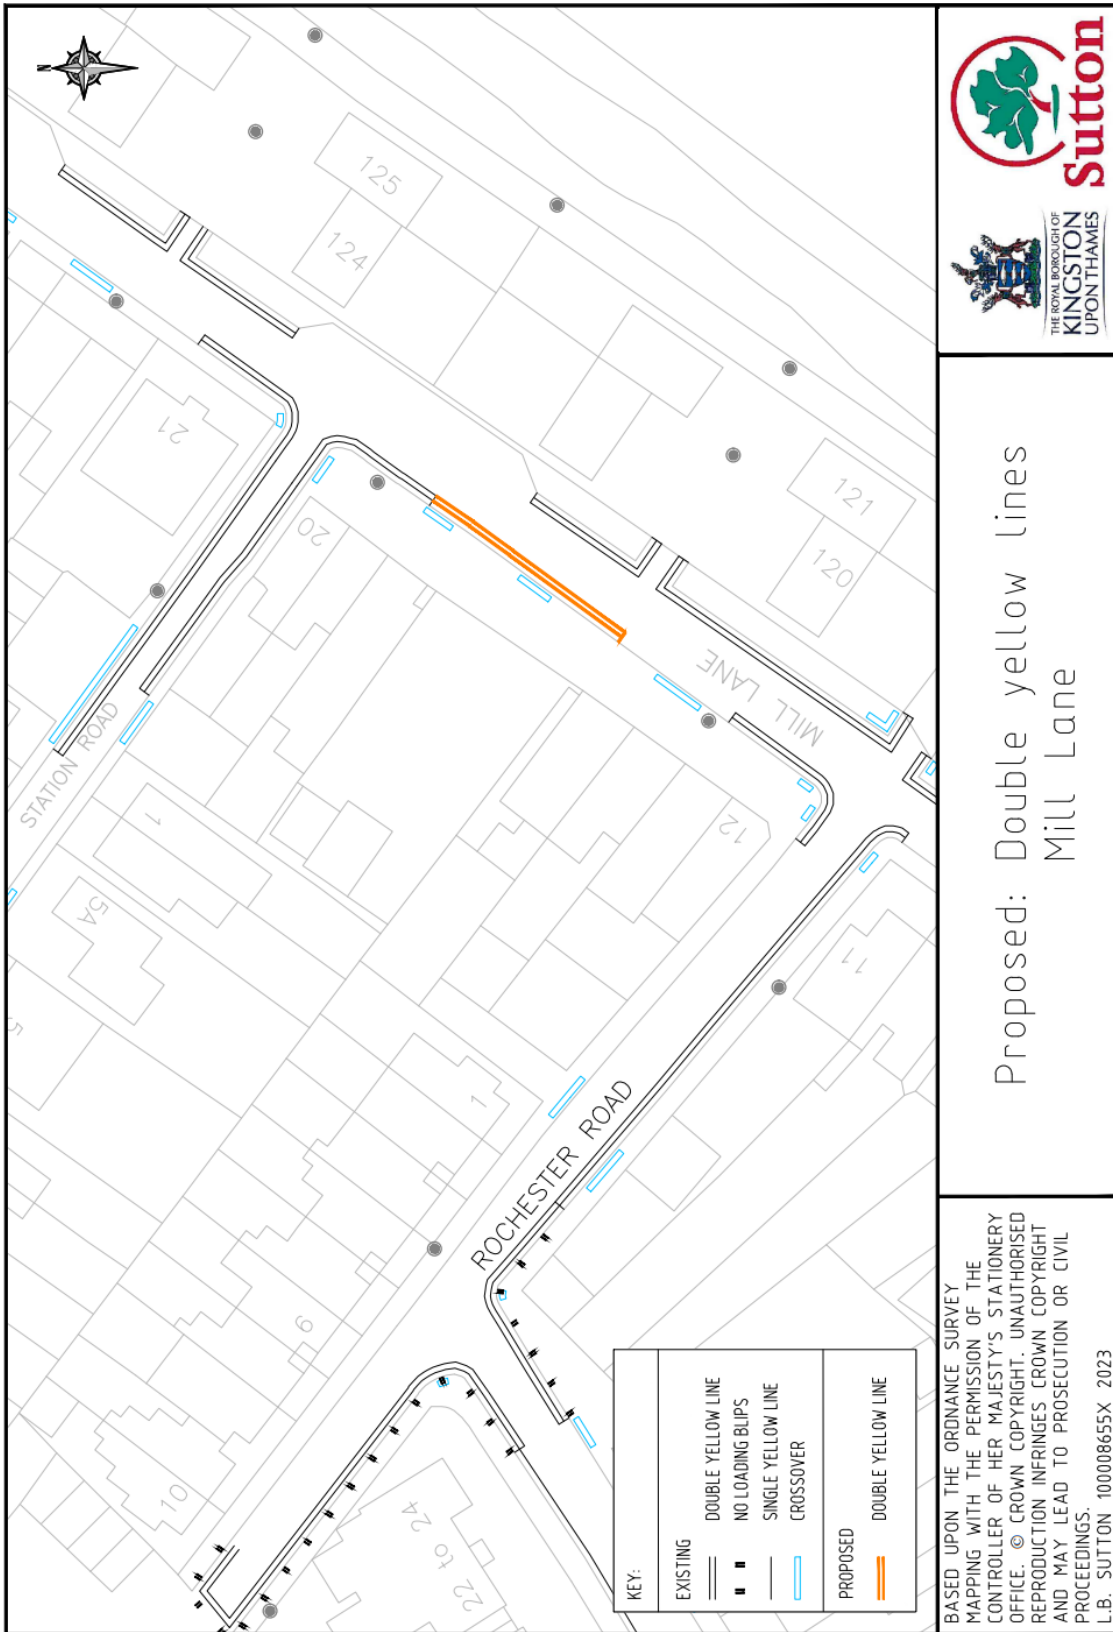 N
125
124
21
20
121
120
STATION ROAD
MILL LANE
1
5A
5
12
11
1
ROCHESTER ROAD
9
10
22 to 24
KEY:
EXISTING
DOUBLE YELLOW LINE
NO LOADING BLIPS
SINGLE YELLOW LINE
CROSSOVER
PROPOSED
DOUBLE YELLOW LINE
BASED UPON THE ORDNANCE SURVEY
MAPPING WITH THE PERMISSION OF THE
CONTROLLER OF HER MAJESTY'S STATIONERY
OFFICE. © CROWN COPYRIGHT. UNAUTHORISED
REPRODUCTION INFRINGES CROWN COPYRIGHT
AND MAY LEAD TO PROSECUTION OR CIVIL
PROCEEDINGS.
L.B. SUTTON 100008655X 2023
Proposed: Double yellow lines
Mill Lane
THE ROYAL BOROUGH OF
KINGSTON
UPON THAMES
Sutton